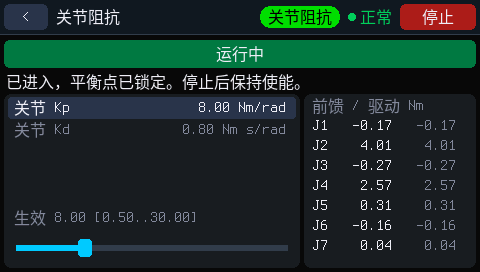 < 关节阻抗 关节阻抗 正常 停止
运行中
已进入，平衡点已锁定。停止后保持使能。
关节 Kp 8.00 Nm/rad
关节 Kd 0.80 Nm s/rad
生效 8.00 [0.50..30.00]
前馈 / 驱动 Nm
J1 -0.17 -0.17
J2 4.01 4.01
J3 -0.27 -0.27
J4 2.57 2.57
J5 0.31 0.31
J6 -0.16 -0.16
J7 0.04 0.04